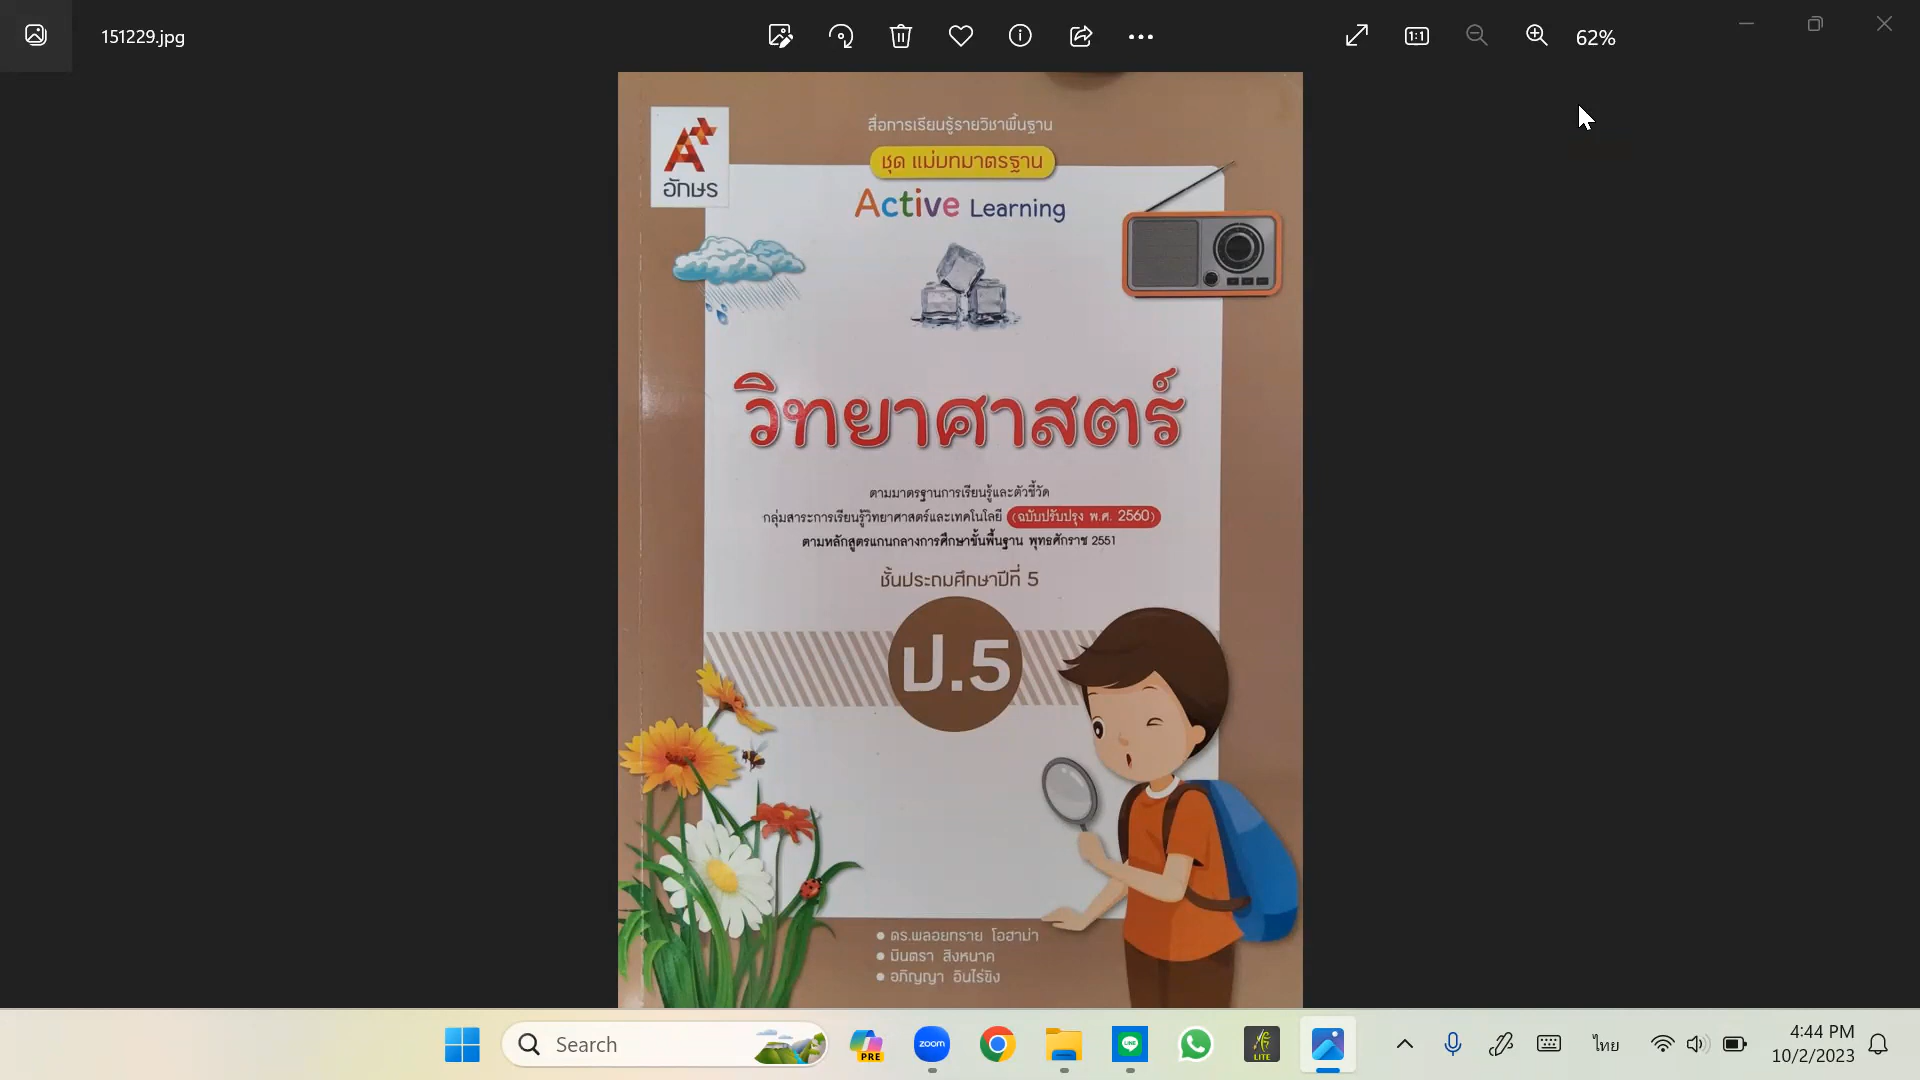 151229.jpg
62%
สื่อการเรียนรู้รายวิชาพื้นฐาน
ชุด แม่บทมาตรฐาน
Active Learning
อักษร
วิทยาศาสตร์
ตามมาตรฐานการเรียนรู้และตัวชี้วัด
กลุ่มสาระการเรียนรู้วิทยาศาสตร์และเทคโนโลยี (ฉบับปรับปรุง พ.ศ. 2560)
ตามหลักสูตรแกนกลางการศึกษาขั้นพื้นฐาน พุทธศักราช 2551
ชั้นประถมศึกษาปีที่ 5
ป.5
• ดร.พลอยทราย โอฮาม่า
• มินตรา สิงหนาค
• อภิญญา อินไร่ขิง
Search
PRE
zoom
LINE
LITE
ไทย
4:44 PM
10/2/2023